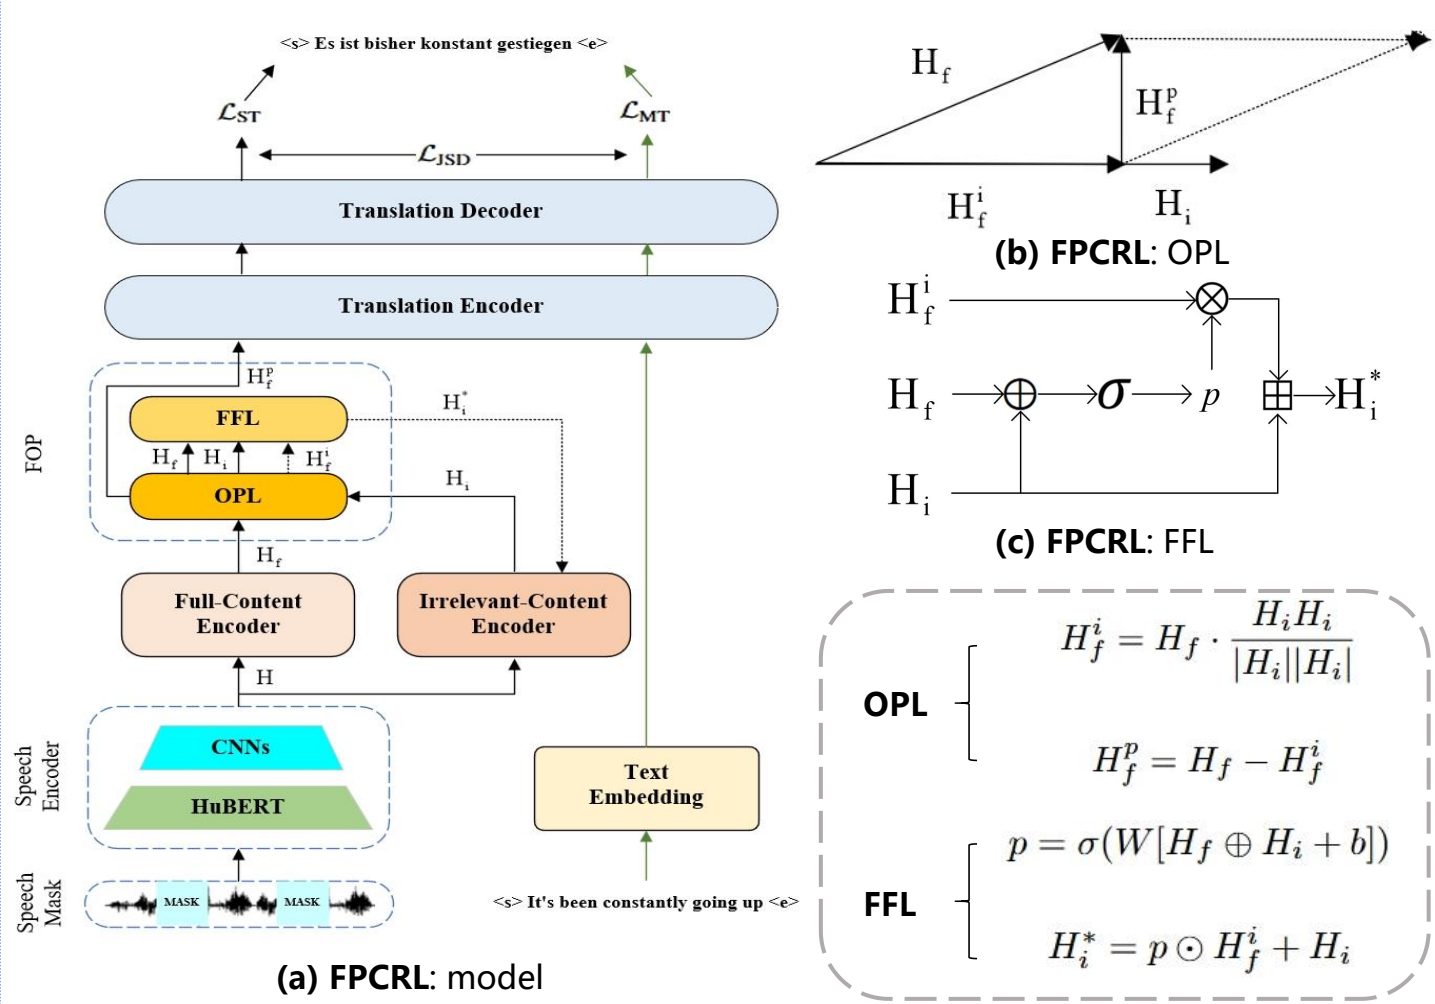 <s> Es ist bisher konstant gestiegen <e>
ℒST
ℒMT
ℒJSD
Translation Decoder
Translation Encoder
FOP
H_f^p
FFL
H_i^*
H_f
H_i
H_f^i
OPL
H_i
H_f
Full-Content
Encoder
Irrelevant-Content
Encoder
H
Speech
Encoder
CNNs
HuBERT
Text
Embedding
Speech
Mask
MASK
MASK
<s> It's been constantly going up <e>
(a) FPCRL: model
H_f
H_f^p
H_f^i
H_i
(b) FPCRL: OPL
H_f^i
H_f
σ
p
H_i^*
H_i
(c) FPCRL: FFL
OPL
H_f^i = H_f · H_i H_i / |H_i||H_i|
H_f^p = H_f − H_f^i
FFL
p = σ(W[H_f ⊕ H_i + b])
H_i^* = p ⊙ H_f^i + H_i